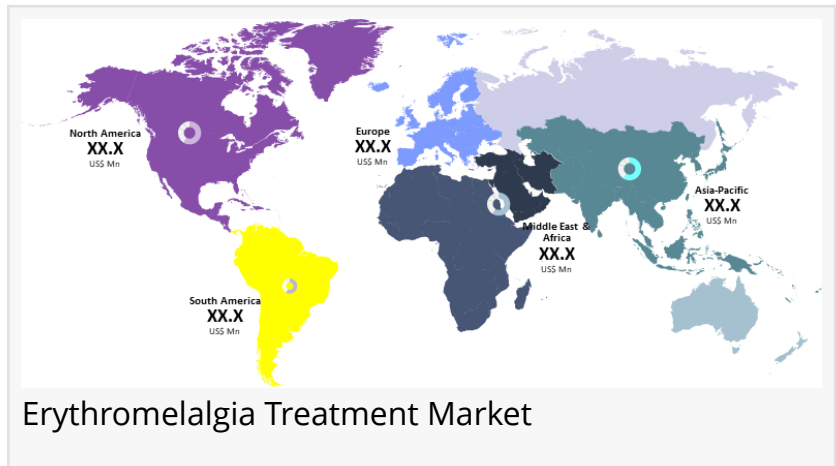 North America
XX.X
US$ Mn
Europe
XX.X
US$ Mn
Asia-Pacific
XX.X
US$ Mn
Middle East &
Africa
XX.X
US$ Mn
South America
XX.X
US$ Mn
Erythromelalgia Treatment Market